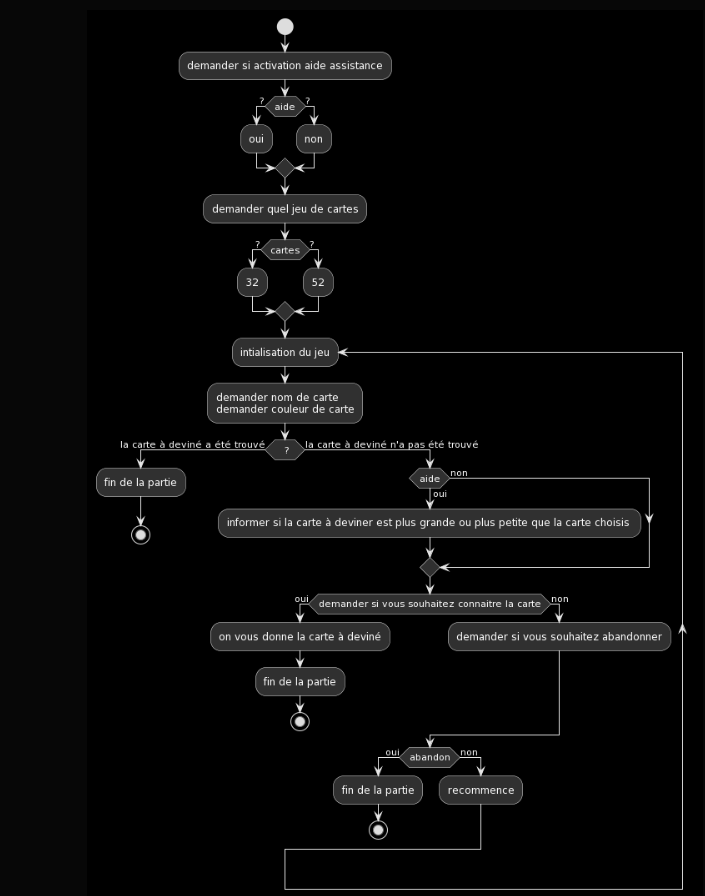 demander si activation aide assistance
?
aide
?
oui
non
demander quel jeu de cartes
?
cartes
?
32
52
intialisation du jeu
demander nom de carte
demander couleur de carte
la carte à deviné a été trouvé
?
la carte à deviné n'a pas été trouvé
fin de la partie
aide
non
oui
informer si la carte à deviner est plus grande ou plus petite que la carte choisis
oui
demander si vous souhaitez connaitre la carte
non
on vous donne la carte à deviné
demander si vous souhaitez abandonner
fin de la partie
oui
abandon
non
fin de la partie
recommence